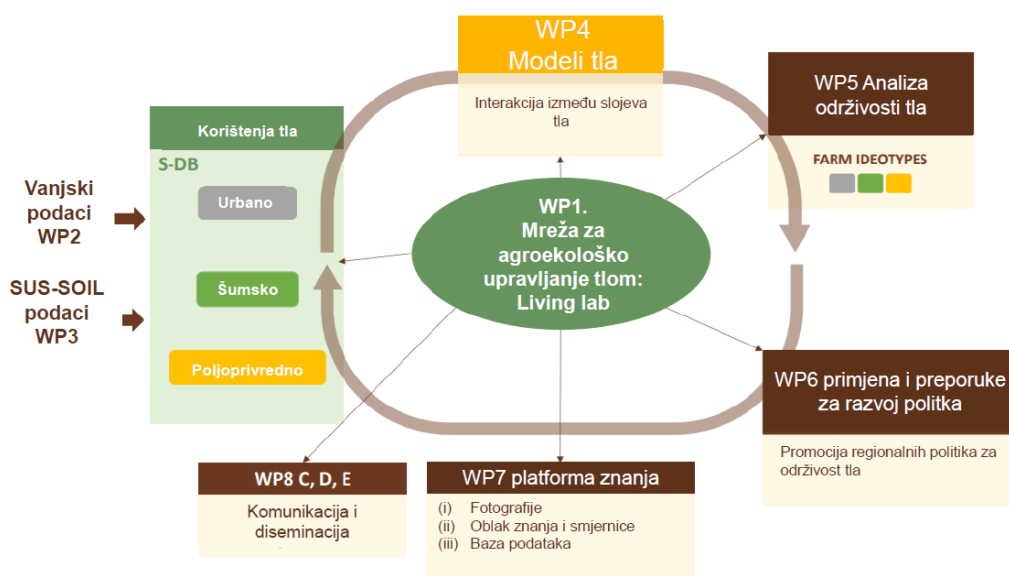 WP4
Modeli tla
Interakcija između slojeva
tla
WP5 Analiza
održivosti tla
FARM IDEOTYPES
Korištenja tla
S-DB
Urbano
Šumsko
Poljoprivredno
Vanjski
podaci
WP2
SUS-SOIL
podaci
WP3
WP1.
Mreža za
agroekološko
upravljanje tlom:
Living lab
WP6 primjena i preporuke
za razvoj politka
Promocija regionalnih politika za
održivost tla
WP8 C, D, E
Komunikacija i
diseminacija
WP7 platforma znanja
(i) Fotografije
(ii) Oblak znanja i smjernice
(iii) Baza podataka